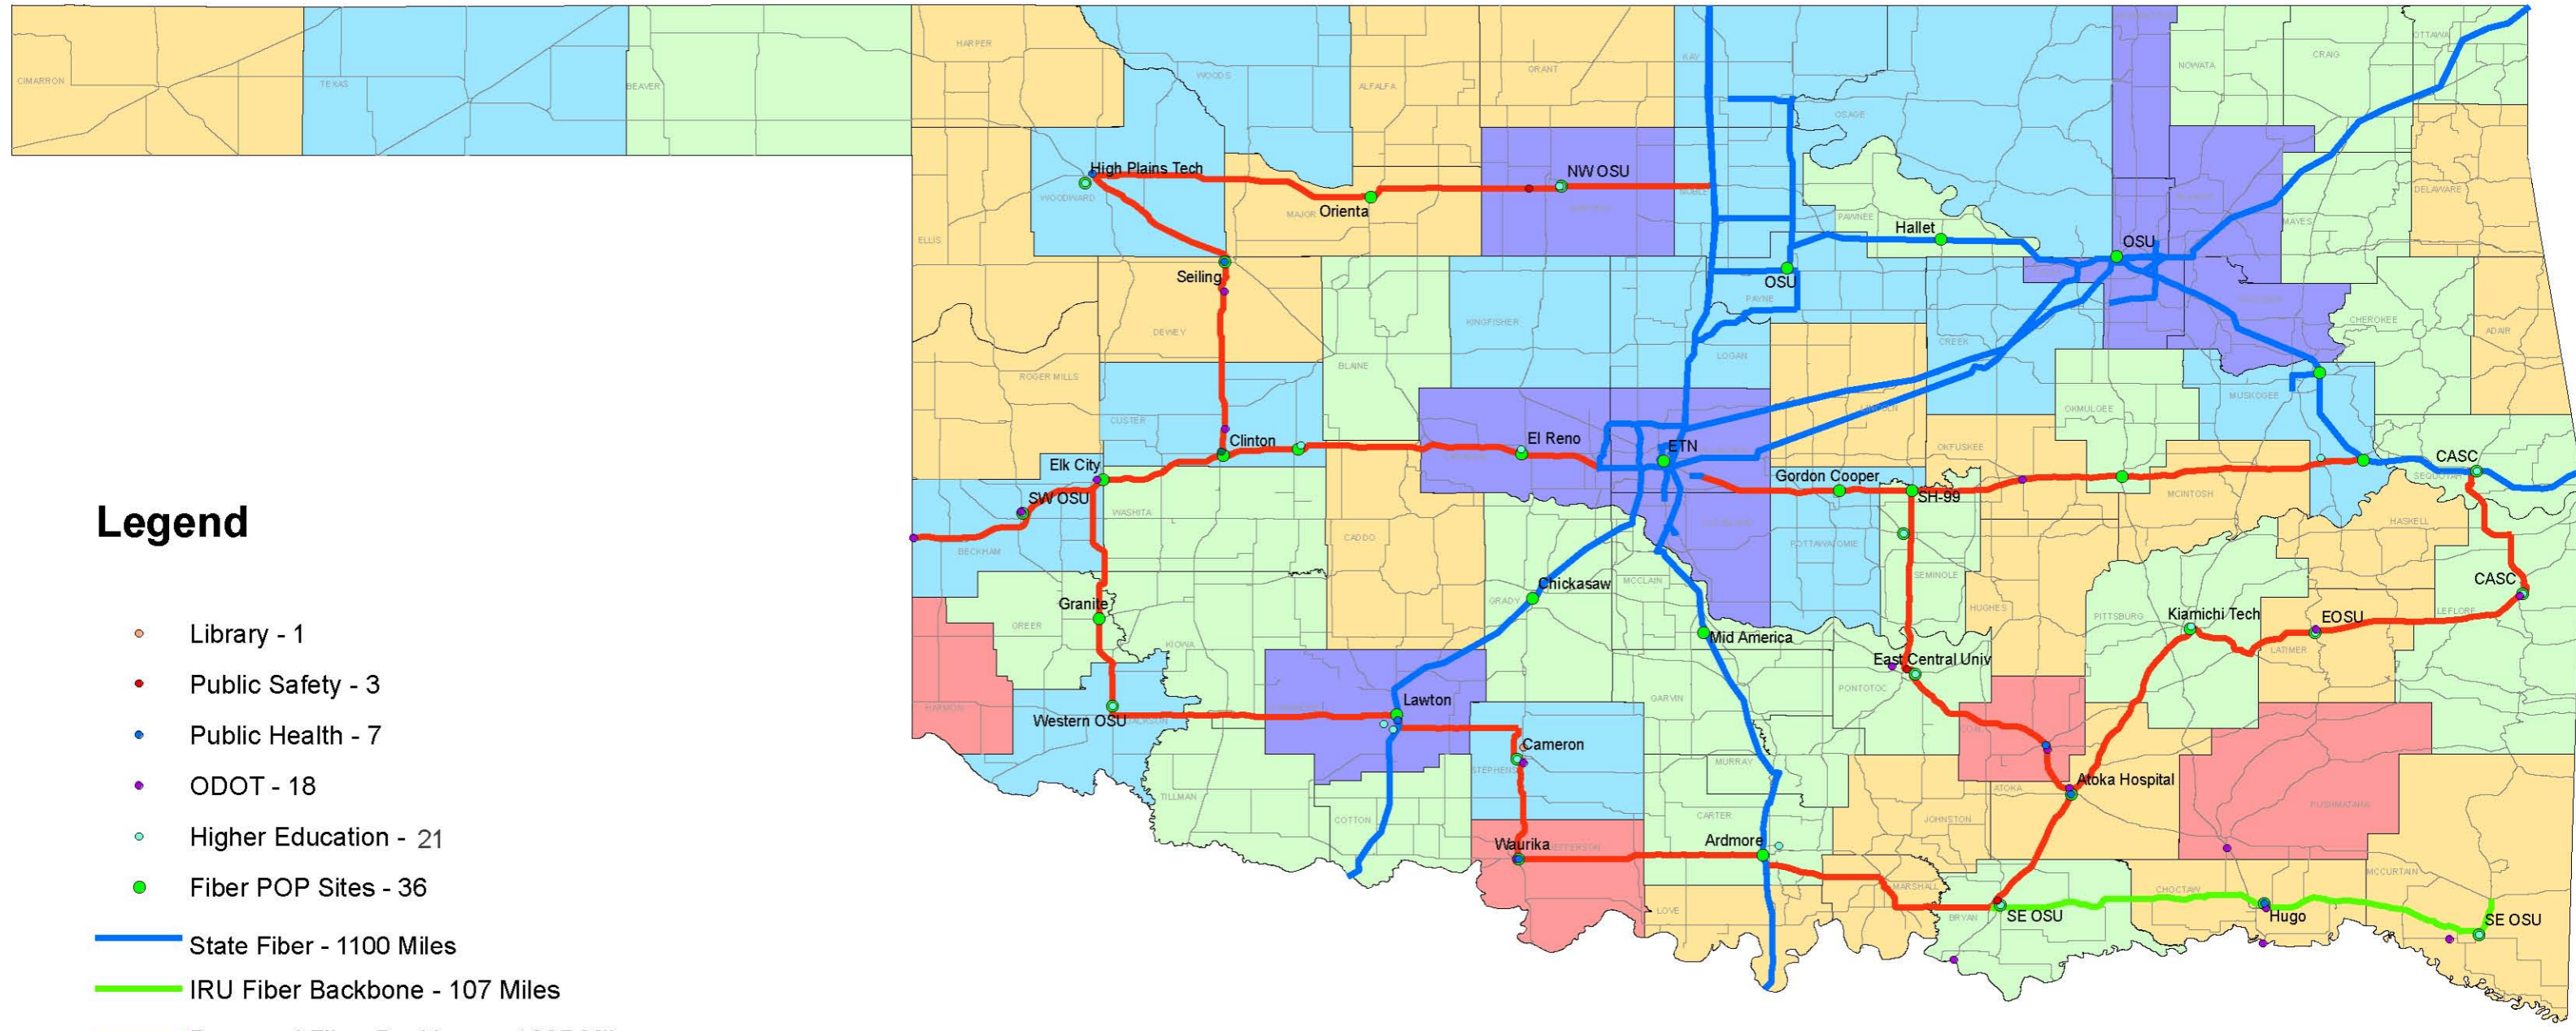 CIMARRON
TEXAS
BEAVER
HARPER
WOODS
ALFALFA
GRANT
KAY
OSAGE
NOWATA
CRAIG
OTTAWA
High Plains Tech
WOODWARD
MAJOR
Orienta
NW OSU
NOBLE
PAWNEE
Hallet
MAYES
DELAWARE
ELLIS
Seiling
OSU
OSU
PAYNE
DEWEY
KINGFISHER
LOGAN
CREEK
CHEROKEE
ADAIR
ROGER MILLS
BLAINE
CUSTER
LINCOLN
OKMULGEE
MUSKOGEE
Clinton
El Reno
ETN
OKFUSKEE
CASC
Elk City
Gordon Cooper
SEQUOYAH
SW OSU
SH-99
MCINTOSH
WASHITA
HASKELL
BECKHAM
CADDO
CLEVELAND
POTTAWATOMIE
SEMINOLE
Chickasaw
MCCLAIN
CASC
Granite
GRADY
HUGHES
LEFLORE
GREER
PITTSBURG
Kiamichi Tech
EOSU
KIOWA
Mid America
LATIMER
East Central Univ
HARMON
Western OSU
JACKSON
Lawton
GARVIN
PONTOTOC
Cameron
STEPHENS
MURRAY
Atoka Hospital
TILLMAN
ATOKA
PUSHMATAHA
COTTON
CARTER
JOHNSTON
Waurika
JEFFERSON
Ardmore
MCCURTAIN
MARSHALL
CHOCTAW
LOVE
BRYAN
SE OSU
Hugo
SE OSU
Legend
Library - 1
Public Safety - 3
Public Health - 7
ODOT - 18
Higher Education - 21
Fiber POP Sites - 36
State Fiber - 1100 Miles
IRU Fiber Backbone - 107 Miles